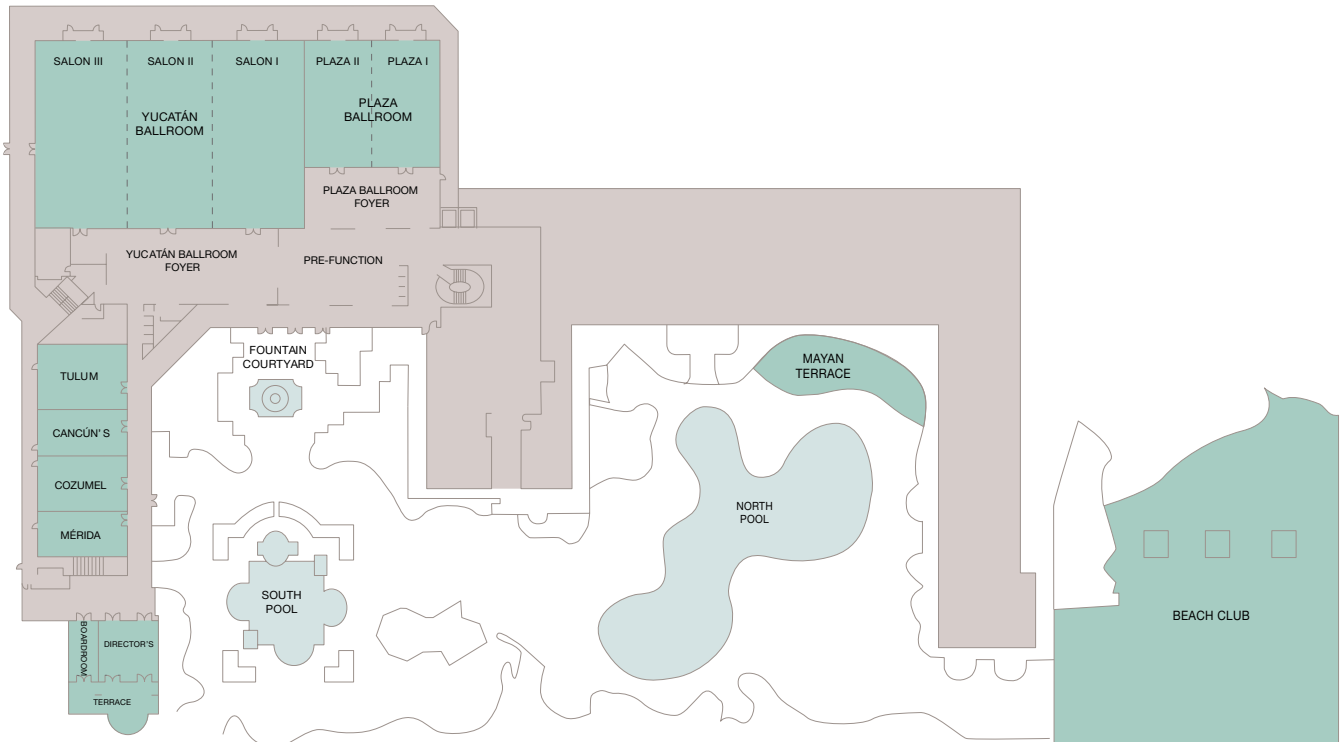 SALON III
SALON II
SALON I
PLAZA II
PLAZA I
YUCATÁN
BALLROOM
PLAZA
BALLROOM
PLAZA BALLROOM
FOYER
YUCATÁN BALLROOM
FOYER
PRE-FUNCTION
FOUNTAIN
COURTYARD
MAYAN
TERRACE
TULUM
CANCÚN' S
COZUMEL
MÉRIDA
NORTH
POOL
SOUTH
POOL
BEACH CLUB
BOARDROOM
DIRECTOR'S
TERRACE